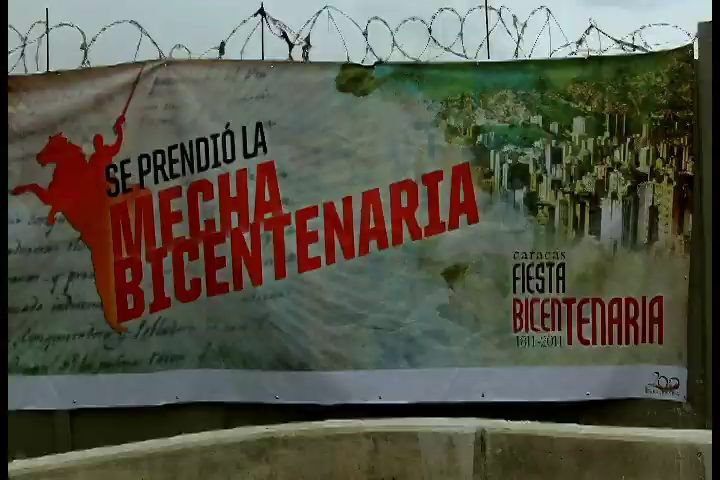 SE PRENDIÓ LA
MECHA
BICENTENARIA
caracas
FIESTA
BICENTENARIA
1811-2011